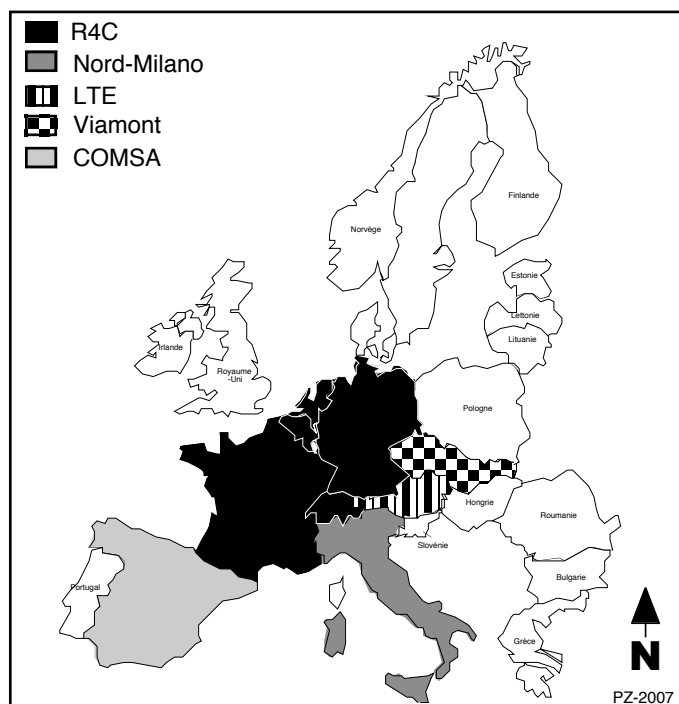 R4C
Nord-Milano
LTE
Viamont
COMSA
Finlande
Norvège
Estonie
Lettonie
Lituanie
Irlande
Royaume
-Uni
Pologne
Hongrie
Roumanie
Slovénie
Bulgarie
Portugal
Grèce
N
PZ-2007